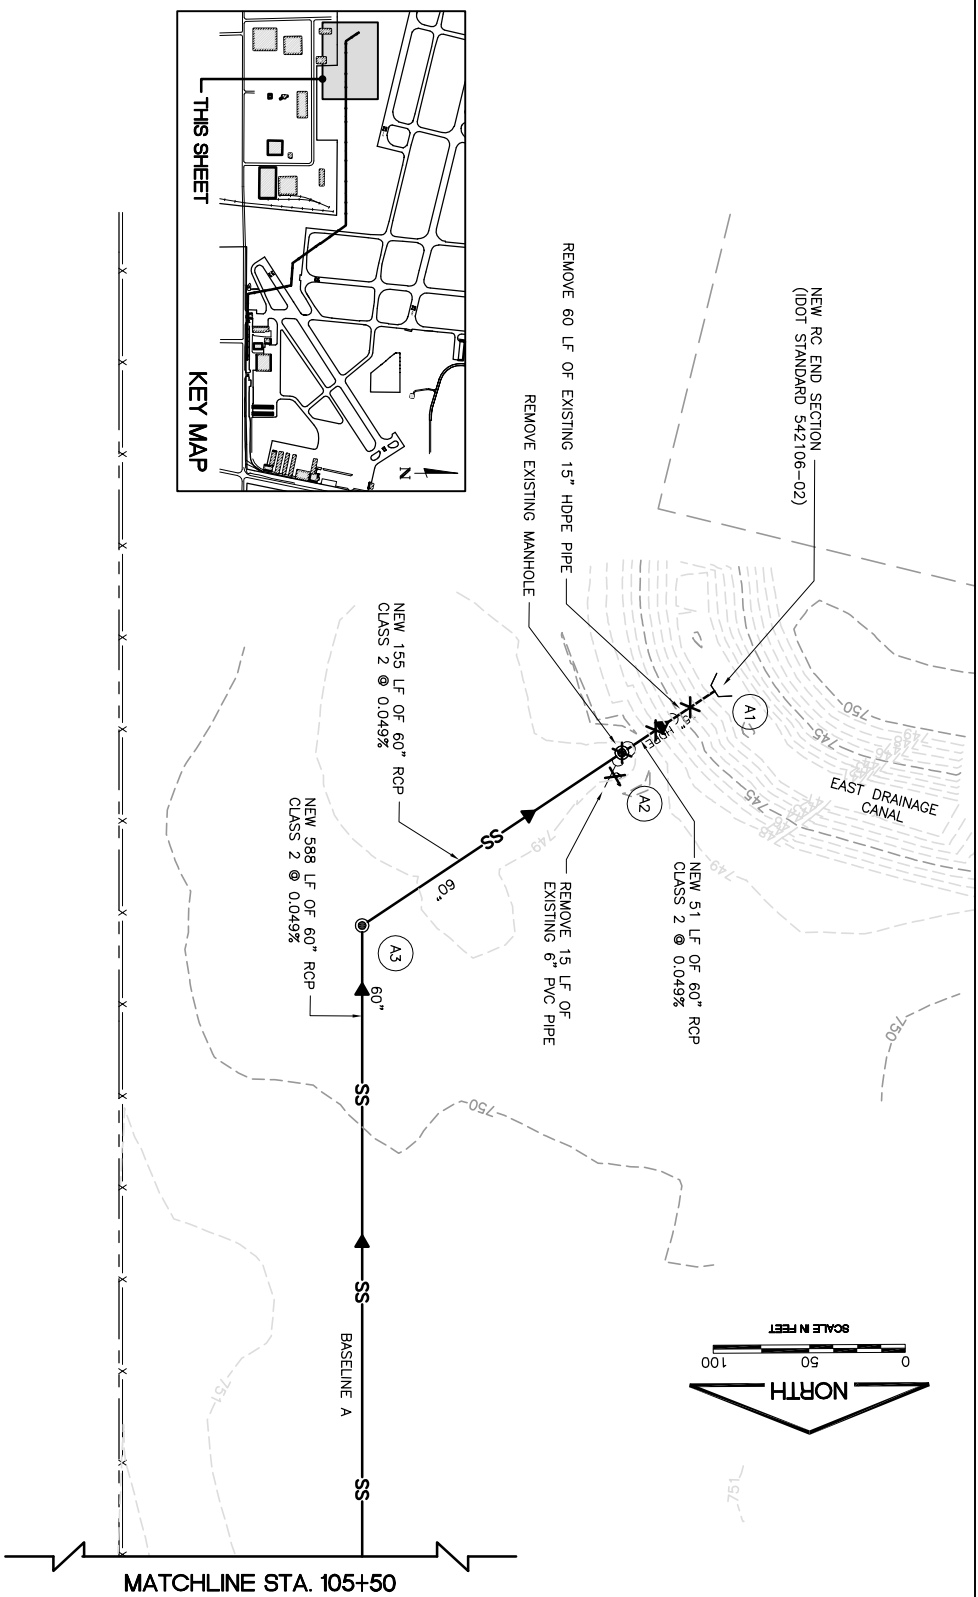 THIS SHEET
KEY MAP
N
NEW RC END SECTION
(IDOT STANDARD 542106-02)
REMOVE 60 LF OF EXISTING 15" HDPE PIPE
REMOVE EXISTING MANHOLE
NEW 155 LF OF 60" RCP
CLASS 2 @ 0.049%
NEW 588 LF OF 60" RCP
CLASS 2 @ 0.049%
A1
A2
A3
HDPE
EAST DRAINAGE
CANAL
750
745
745
749
749
NEW 51 LF OF 60" RCP
CLASS 2 @ 0.049%
REMOVE 15 LF OF
EXISTING 6" PVC PIPE
SS
60"
60"
SS
SS
SS
750
750
751
751
BASELINE A
SCALE IN FEET
0
50
100
NORTH
MATCHLINE STA. 105+50